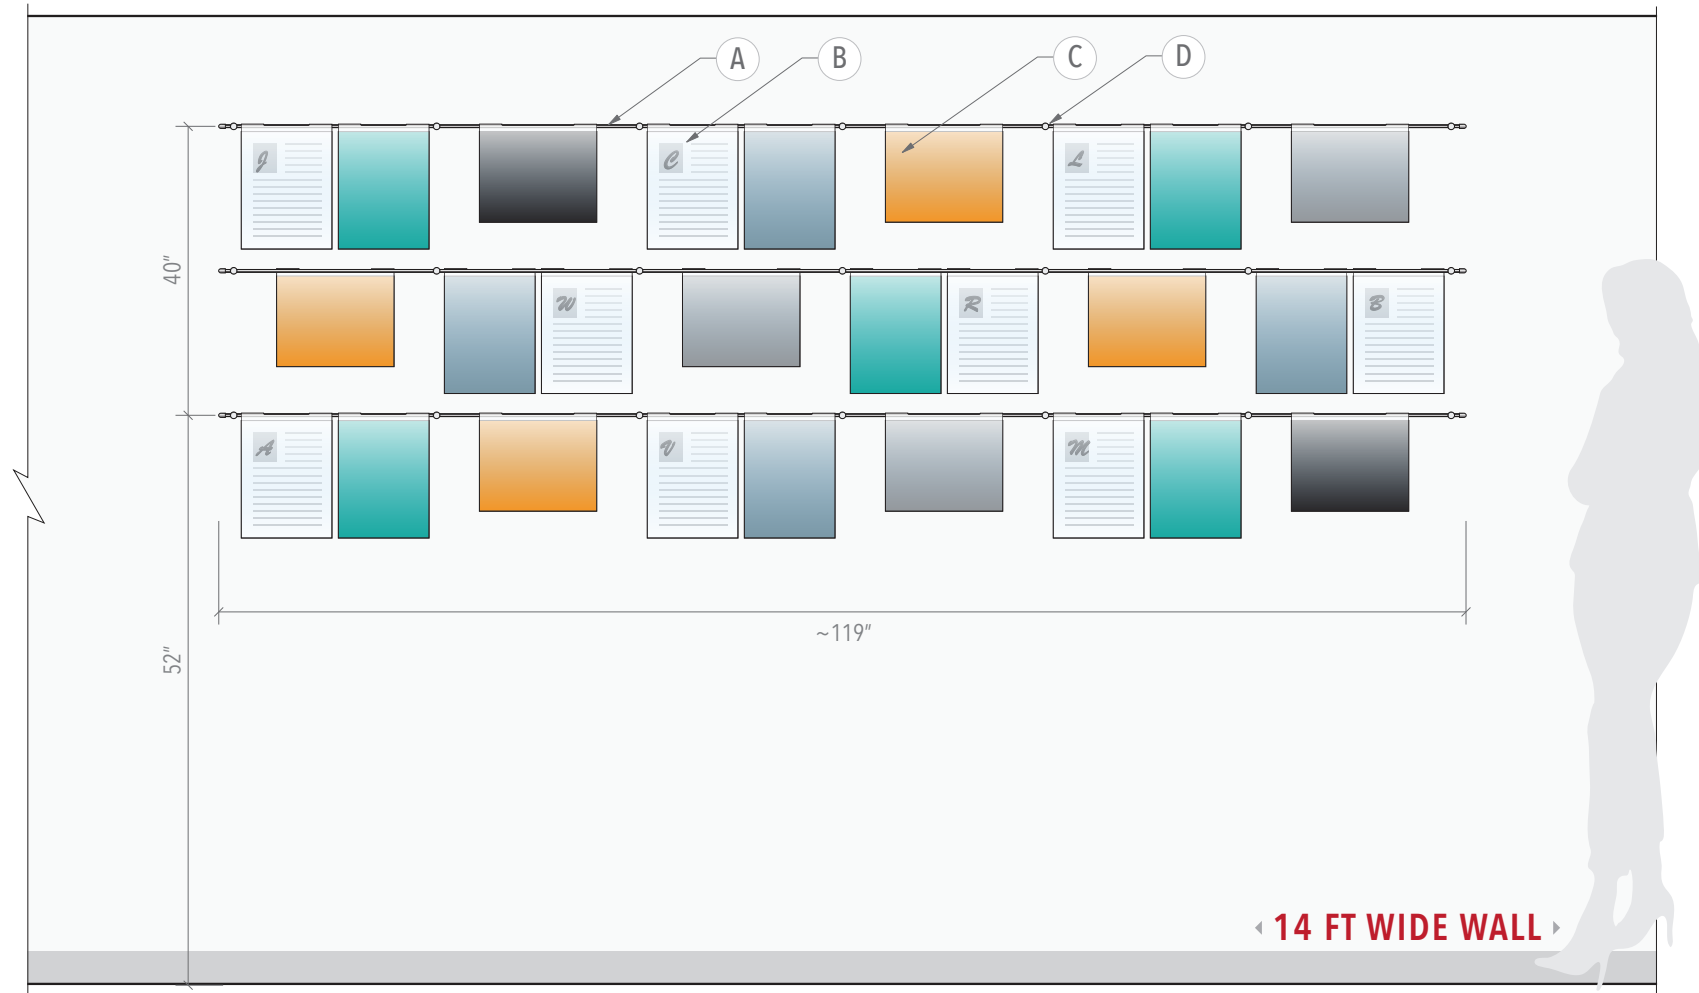 A B C D
J C L
40"
W R B
A V M
~119"
52"
14 FT WIDE WALL